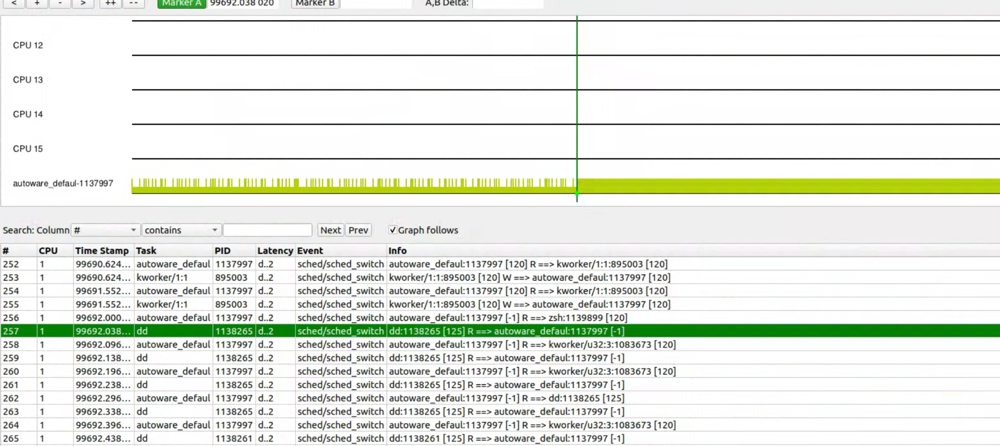 < + - > ++ -- Marker A 99692.038 020 Marker B A,B Delta:
CPU 12
CPU 13
CPU 14
CPU 15
autoware_defaul-1137997
Search: Column # contains Next Prev Graph follows
# CPU Time Stamp Task PID Latency Event Info
252 1 99690.624... autoware_defaul 1137997 d..2 sched/sched_switch autoware_defaul:1137997 [120] R ==> kworker/1:1:895003 [120]
253 1 99690.624... kworker/1:1 895003 d..2 sched/sched_switch kworker/1:1:895003 [120] W ==> autoware_defaul:1137997 [120]
254 1 99691.552... autoware_defaul 1137997 d..2 sched/sched_switch autoware_defaul:1137997 [120] R ==> kworker/1:1:895003 [120]
255 1 99691.552... kworker/1:1 895003 d..2 sched/sched_switch kworker/1:1:895003 [120] W ==> autoware_defaul:1137997 [120]
256 1 99692.000... autoware_defaul 1137997 d..2 sched/sched_switch autoware_defaul:1137997 [-1] R ==> zsh:1139899 [120]
257 1 99692.038... dd 1138265 d..2 sched/sched_switch dd:1138265 [125] R ==> autoware_defaul:1137997 [-1]
258 1 99692.096... autoware_defaul 1137997 d..2 sched/sched_switch autoware_defaul:1137997 [-1] R ==> kworker/u32:3:1083673 [120]
259 1 99692.138... dd 1138265 d..2 sched/sched_switch dd:1138265 [125] R ==> autoware_defaul:1137997 [-1]
260 1 99692.196... autoware_defaul 1137997 d..2 sched/sched_switch autoware_defaul:1137997 [-1] R ==> kworker/u32:3:1083673 [120]
261 1 99692.238... dd 1138265 d..2 sched/sched_switch dd:1138265 [125] R ==> autoware_defaul:1137997 [-1]
262 1 99692.296... autoware_defaul 1137997 d..2 sched/sched_switch autoware_defaul:1137997 [-1] R ==> dd:1138265 [125]
263 1 99692.338... dd 1138265 d..2 sched/sched_switch dd:1138265 [125] R ==> autoware_defaul:1137997 [-1]
264 1 99692.396... autoware_defaul 1137997 d..2 sched/sched_switch autoware_defaul:1137997 [-1] R ==> kworker/u32:3:1083673 [120]
265 1 99692.438... dd 1138261 d..2 sched/sched_switch dd:1138261 [125] R ==> autoware_defaul:1137997 [-1]